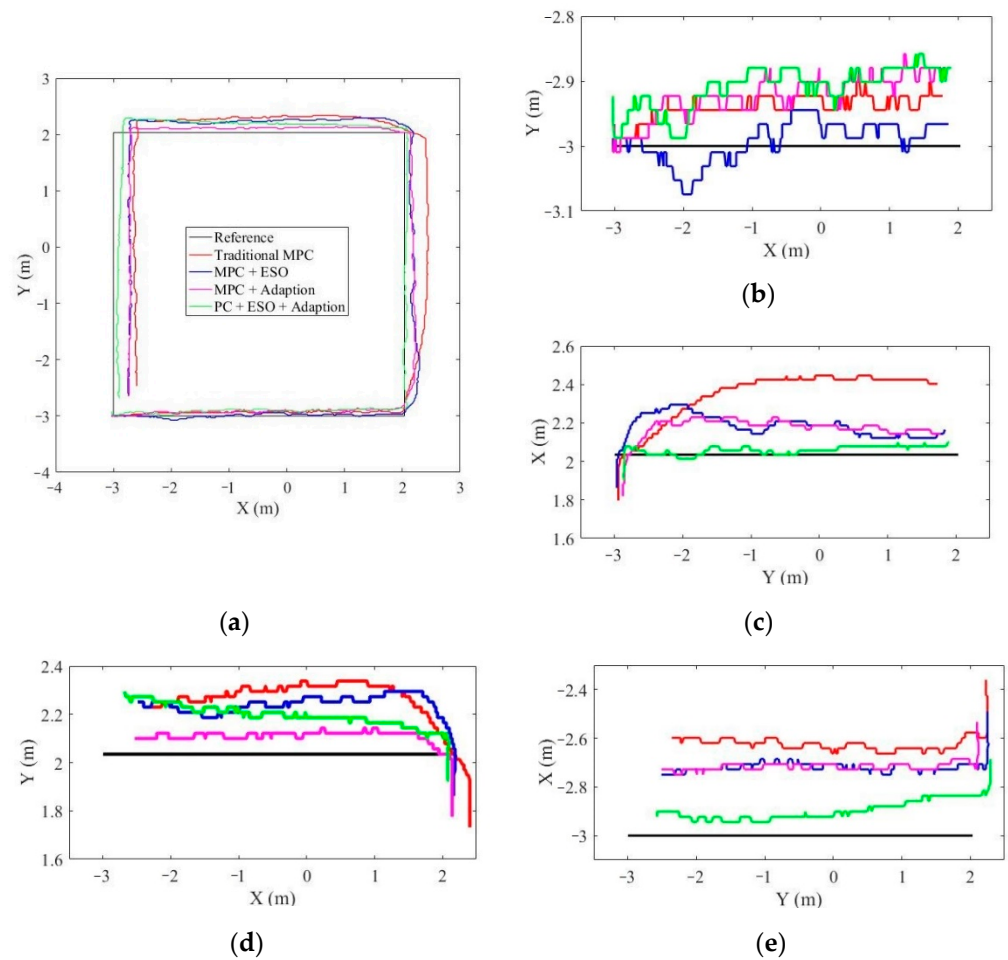 3
2
1
0
−1
−2
−3
−4
Y (m)
−4 −3 −2 −1 0 1 2 3
X (m)
Reference
Traditional MPC
MPC + ESO
MPC + Adaption
PC + ESO + Adaption
(a)
−2.8
−2.9
−3
−3.1
Y (m)
−3 −2 −1 0 1 2
X (m)
(b)
2.6
2.4
2.2
2
1.8
1.6
X (m)
−3 −2 −1 0 1 2
Y (m)
(c)
2.4
2.2
2
1.8
1.6
Y (m)
−3 −2 −1 0 1 2
X (m)
(d)
−2.4
−2.6
−2.8
−3
X (m)
−3 −2 −1 0 1 2
Y (m)
(e)